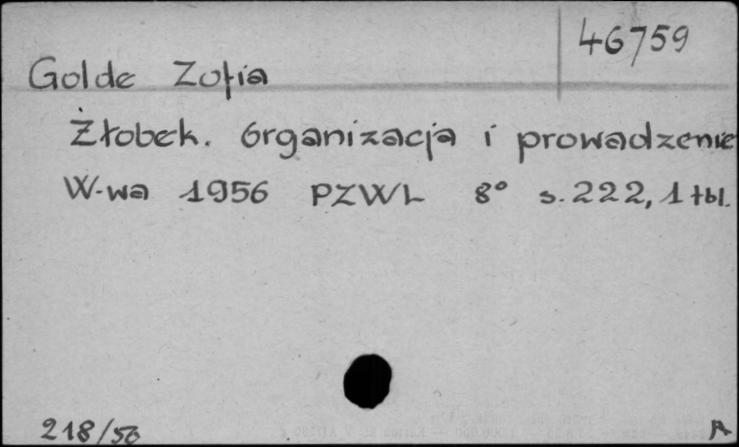 46759
Golde Zofia
Żłobek. Organizacja i prowadzenie
W-wa 1956 PZWL 8° s. 222, 1 tbl.
218/56
A